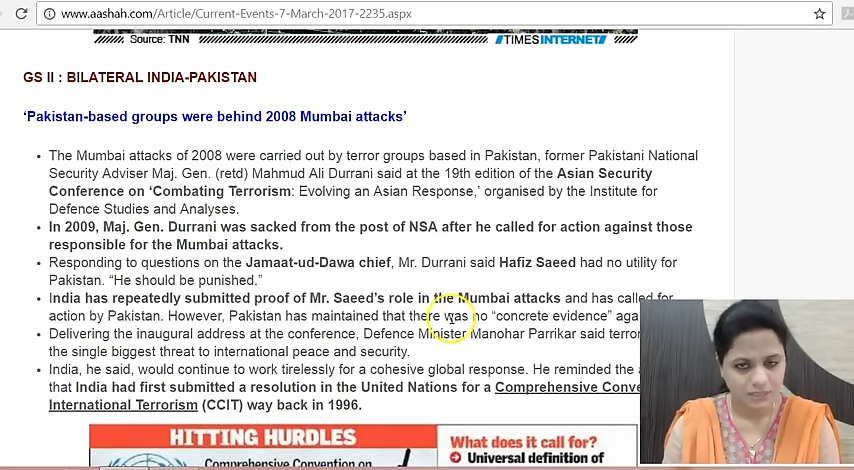 www.aashah.com/Article/Current-Events-7-March-2017-2235.aspx
Source: TNN
TIMESINTERNET
GS II : BILATERAL INDIA-PAKISTAN
‘Pakistan-based groups were behind 2008 Mumbai attacks’
• The Mumbai attacks of 2008 were carried out by terror groups based in Pakistan, former Pakistani National
Security Adviser Maj. Gen. (retd) Mahmud Ali Durrani said at the 19th edition of the Asian Security
Conference on ‘Combating Terrorism: Evolving an Asian Response,’ organised by the Institute for
Defence Studies and Analyses.
• In 2009, Maj. Gen. Durrani was sacked from the post of NSA after he called for action against those
responsible for the Mumbai attacks.
• Responding to questions on the Jamaat-ud-Dawa chief, Mr. Durrani said Hafiz Saeed had no utility for
Pakistan. “He should be punished.”
• India has repeatedly submitted proof of Mr. Saeed’s role in the Mumbai attacks and has called for
action by Pakistan. However, Pakistan has maintained that there was no “concrete evidence”
• Delivering the inaugural address at the conference, Defence Minister Manohar Parrikar said
the single biggest threat to international peace and security.
• India, he said, would continue to work tirelessly for a cohesive global response. He reminded the
that India had first submitted a resolution in the United Nations for a Comprehensive
International Terrorism (CCIT) way back in 1996.
HITTING HURDLES
Comprehensive Convention on
What does it call for?
Universal definition of